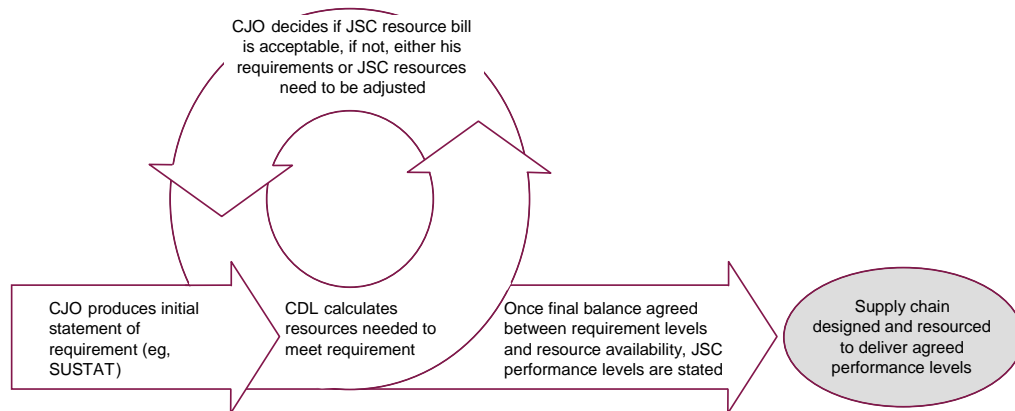 CJO decides if JSC resource bill
is acceptable, if not, either his
requirements or JSC resources
need to be adjusted
CJO produces initial
statement of
requirement (eg,
SUSTAT)
CDL calculates
resources needed to
meet requirement
Once final balance agreed
between requirement levels
and resource availability, JSC
performance levels are stated
Supply chain
designed and resourced
to deliver agreed
performance levels